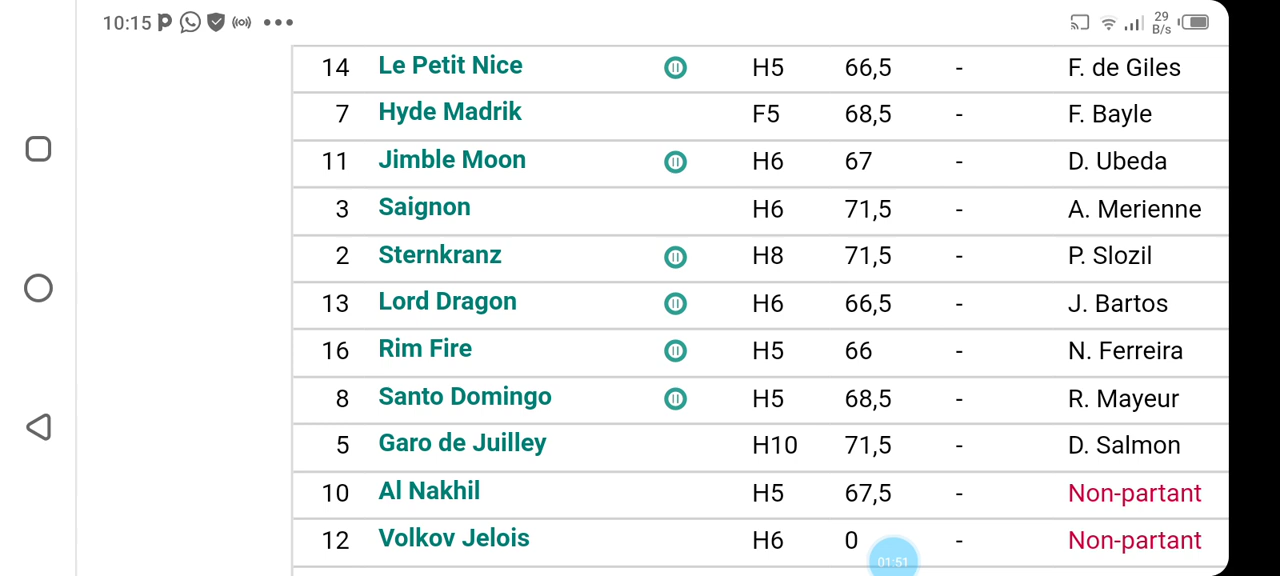 10:15 29 B/s
14 Le Petit Nice H5 66,5 - F. de Giles
7 Hyde Madrik F5 68,5 - F. Bayle
11 Jimble Moon H6 67 - D. Ubeda
3 Saignon H6 71,5 - A. Merienne
2 Sternkranz H8 71,5 - P. Slozil
13 Lord Dragon H6 66,5 - J. Bartos
16 Rim Fire H5 66 - N. Ferreira
8 Santo Domingo H5 68,5 - R. Mayeur
5 Garo de Juilley H10 71,5 - D. Salmon
10 Al Nakhil H5 67,5 - Non-partant
12 Volkov Jelois H6 0 - Non-partant
01:51